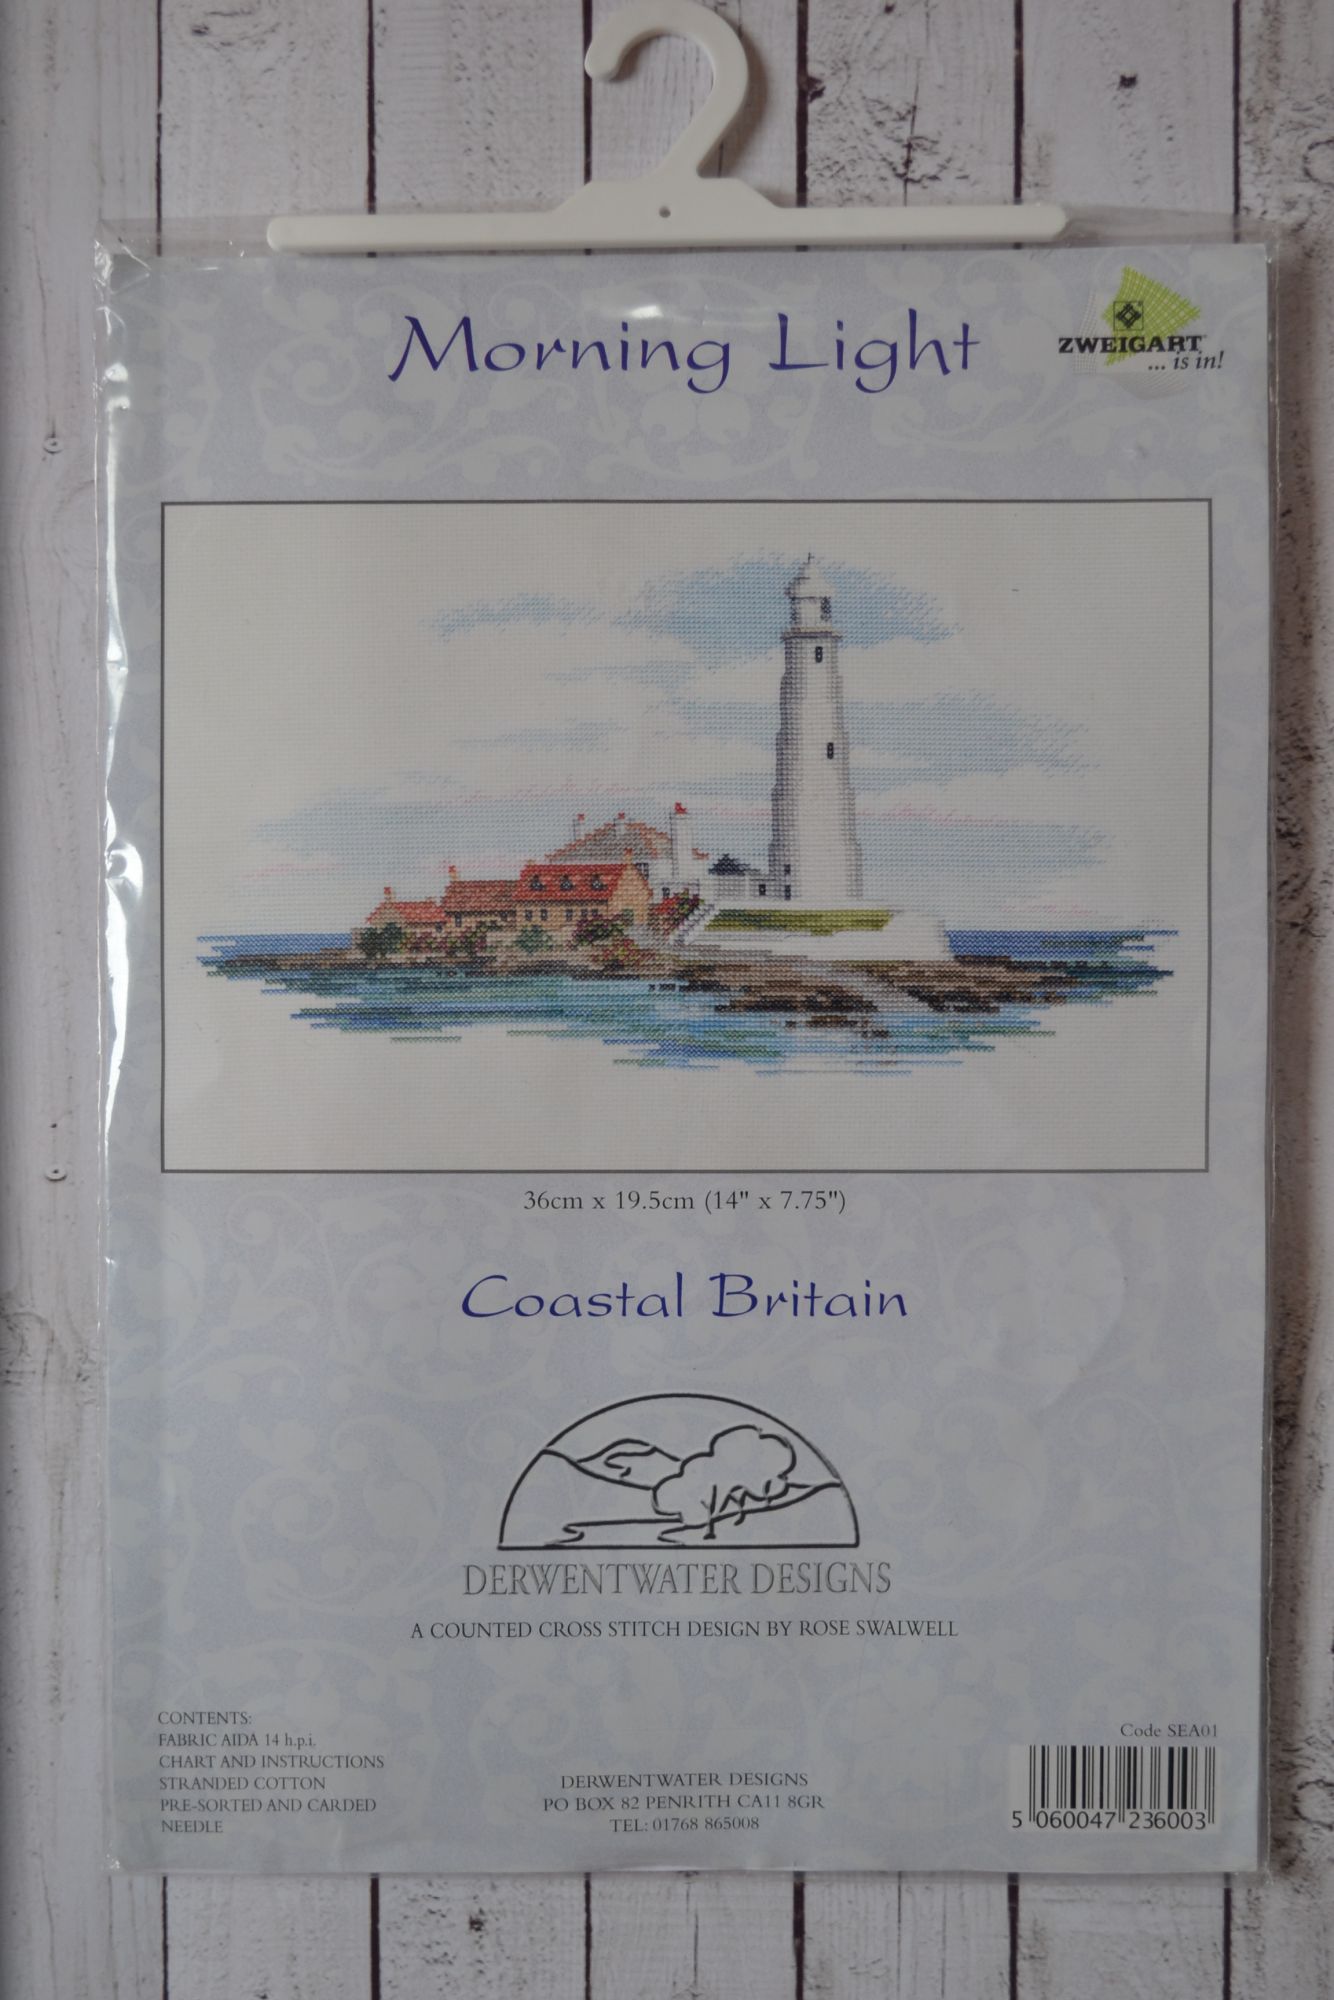 Morning Light
ZWEIGART
... is in!
36cm x 19.5cm (14" x 7.75")
Coastal Britain
DERWENTWATER DESIGNS
A COUNTED CROSS STITCH DESIGN BY ROSE SWALWELL
CONTENTS:
FABRIC AIDA 14 h.p.i.
CHART AND INSTRUCTIONS
STRANDED COTTON
PRE-SORTED AND CARDED
NEEDLE
DERWENTWATER DESIGNS
PO BOX 82 PENRITH CA11 8GR
TEL: 01768 865008
Code SEA01
5 060047 236003